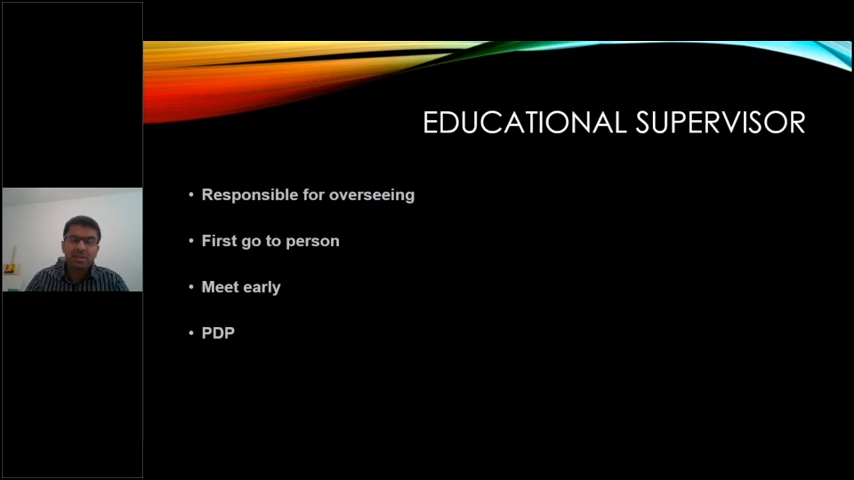 EDUCATIONAL SUPERVISOR
• Responsible for overseeing
• First go to person
• Meet early
• PDP